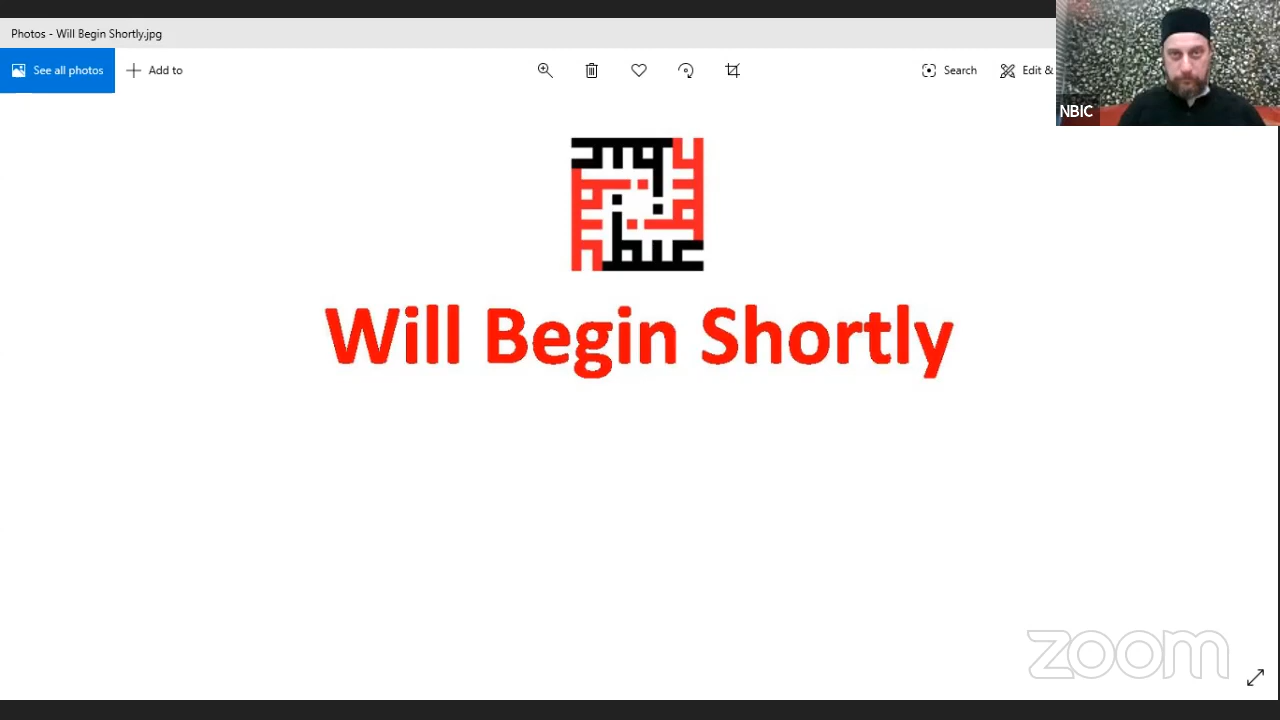 Photos - Will Begin Shortly.jpg
See all photos
Add to
Search
Edit &
NBIC
Will Begin Shortly
zoom